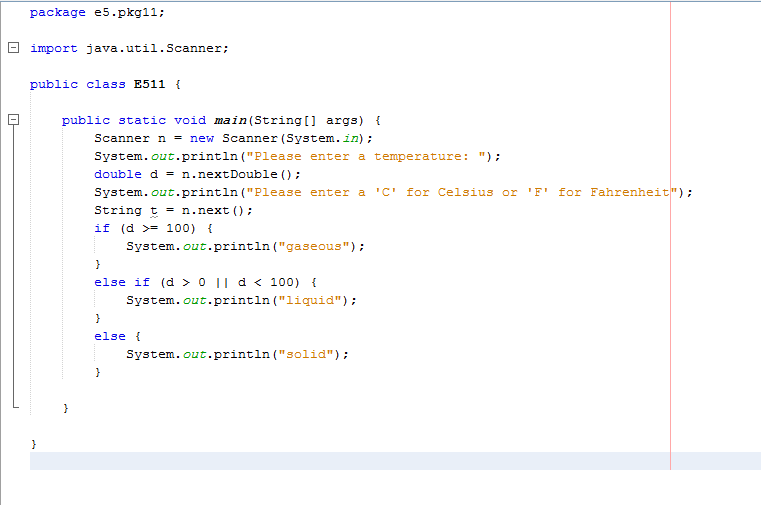 package e5.pkg11;
import java.util.Scanner;
public class E511 {
public static void main(String[] args) {
Scanner n = new Scanner(System.in);
System.out.println("Please enter a temperature: ");
double d = n.nextDouble();
System.out.println("Please enter a 'C' for Celsius or 'F' for Fahrenheit");
String t = n.next();
if (d >= 100) {
System.out.println("gaseous");
}
else if (d > 0 || d < 100) {
System.out.println("liquid");
}
else {
System.out.println("solid");
}
}
}